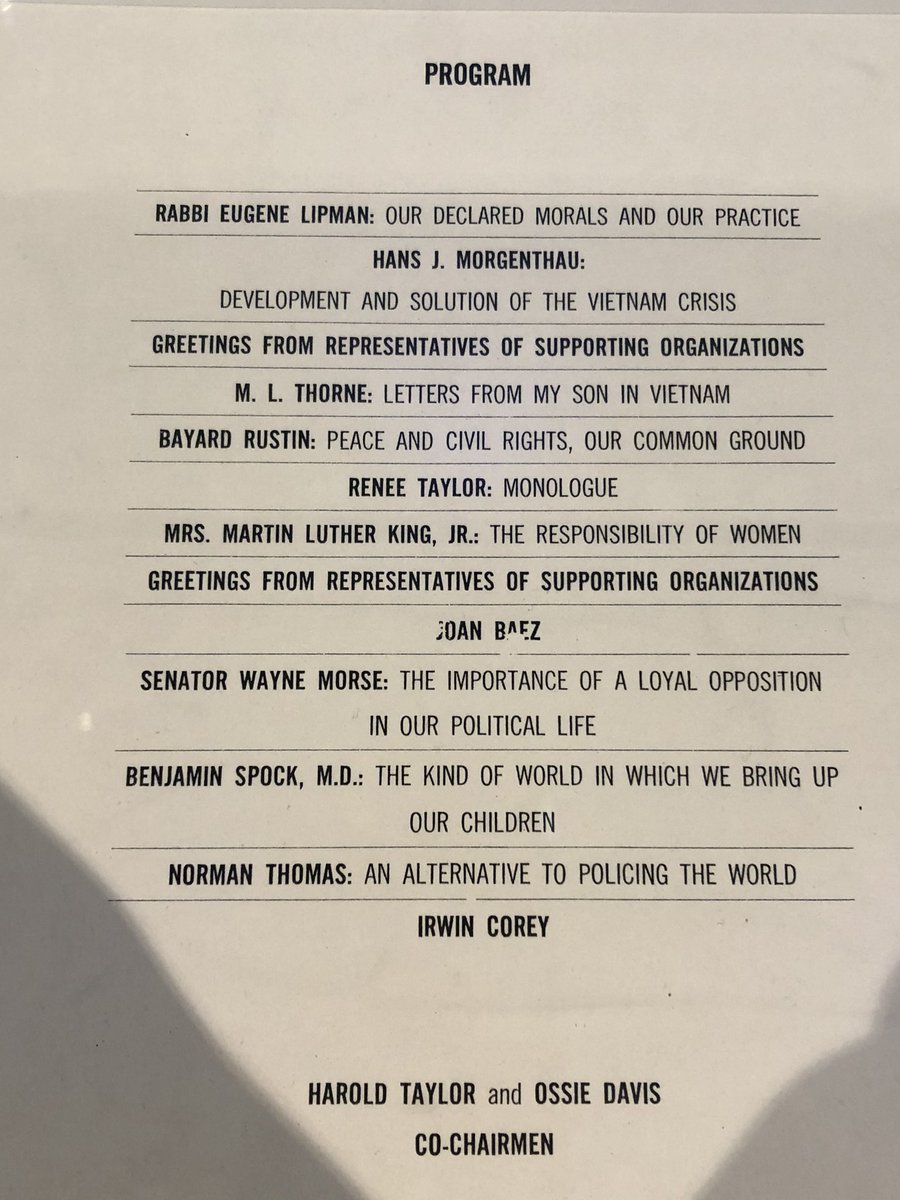 PROGRAM
RABBI EUGENE LIPMAN: OUR DECLARED MORALS AND OUR PRACTICE
HANS J. MORGENTHAU:
DEVELOPMENT AND SOLUTION OF THE VIETNAM CRISIS
GREETINGS FROM REPRESENTATIVES OF SUPPORTING ORGANIZATIONS
M. L. THORNE: LETTERS FROM MY SON IN VIETNAM
BAYARD RUSTIN: PEACE AND CIVIL RIGHTS, OUR COMMON GROUND
RENEE TAYLOR: MONOLOGUE
MRS. MARTIN LUTHER KING, JR.: THE RESPONSIBILITY OF WOMEN
GREETINGS FROM REPRESENTATIVES OF SUPPORTING ORGANIZATIONS
JOAN BAEZ
SENATOR WAYNE MORSE: THE IMPORTANCE OF A LOYAL OPPOSITION
IN OUR POLITICAL LIFE
BENJAMIN SPOCK, M.D.: THE KIND OF WORLD IN WHICH WE BRING UP
OUR CHILDREN
NORMAN THOMAS: AN ALTERNATIVE TO POLICING THE WORLD
IRWIN COREY
HAROLD TAYLOR and OSSIE DAVIS
CO-CHAIRMEN